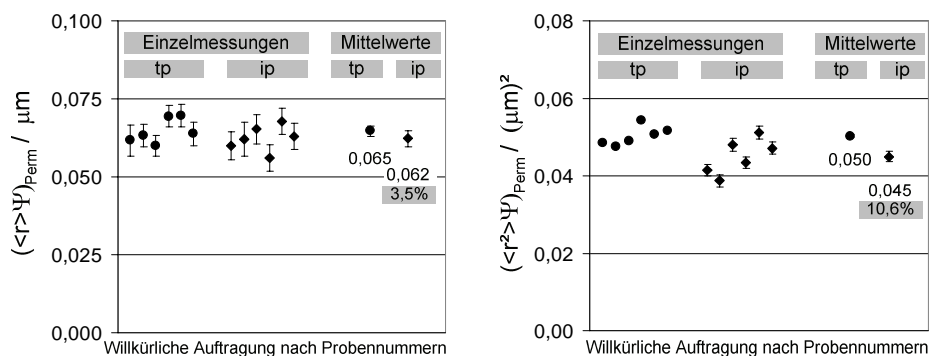 0,100
Einzelmessungen Mittelwerte
tp ip tp ip
0,075
0,065
0,062
0,050
3,5%
0,025
0,000
(<r>Ψ)Perm / μm
Willkürliche Auftragung nach Probennummern
0,08
Einzelmessungen Mittelwerte
tp ip tp ip
0,06
0,050
0,04
0,045
10,6%
0,02
0,00
(<r²>Ψ)Perm / (μm)²
Willkürliche Auftragung nach Probennummern